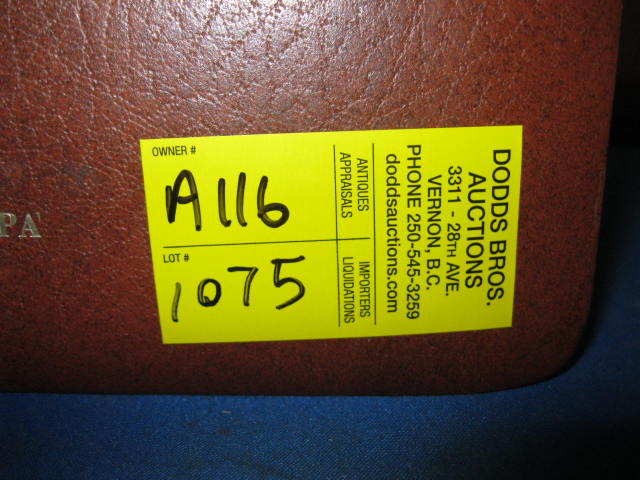 OWNER #
A116
LOT #
1075
ANTIQUES
APPRAISALS
IMPORTERS
LIQUIDATIONS
DODDS BROS.
AUCTIONS
3311 - 28TH AVE.
VERNON, B.C.
PHONE 250-545-3259
doddsauctions.com
PA